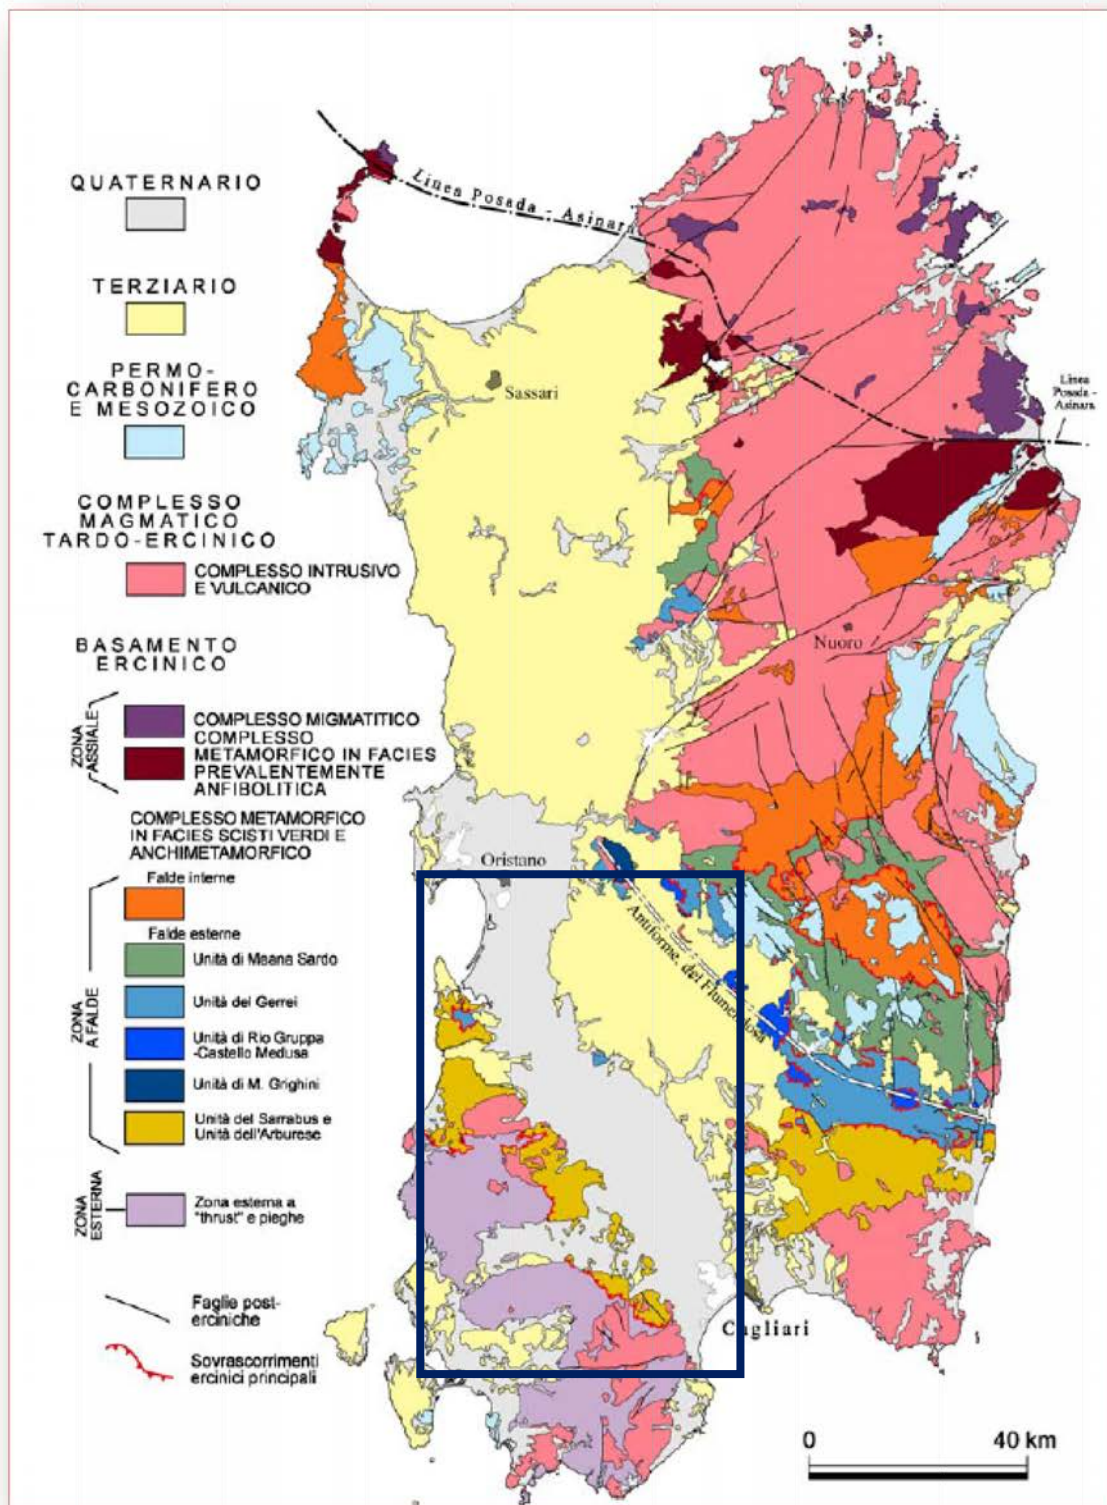 QUATERNARIO
TERZIARIO
PERMO-
CARBONIFERO
E MESOZOICO
COMPLESSO
MAGMATICO
TARDO-ERCINICO
COMPLESSO INTRUSIVO
E VULCANICO
BASAMENTO
ERCINICO
ZONA
ASSIALE
COMPLESSO MIGMATITICO
COMPLESSO
METAMORFICO IN FACIES
PREVALENTEMENTE
ANFIBOLITICA
COMPLESSO METAMORFICO
IN FACIES SCISTI VERDI E
ANCHIMETAMORFICO
ZONA
A FALDE
Falde interne
Falde esterne
Unità di Meana Sardo
Unità del Gerrei
Unità di Rio Gruppa
-Castello Medusa
Unità di M. Grighini
Unità del Sarrabus e
Unità dell'Arburese
ZONA
ESTERNA
Zona esterna a
"thrust" e pieghe
Faglie post-
erciniche
Sovrascorrimenti
ercinici principali
Linea Posada - Asinara
Sassari
Linea
Posada -
Asinara
Nuoro
Oristano
Antiforme del Flumendosa
Cagliari
0 40 km